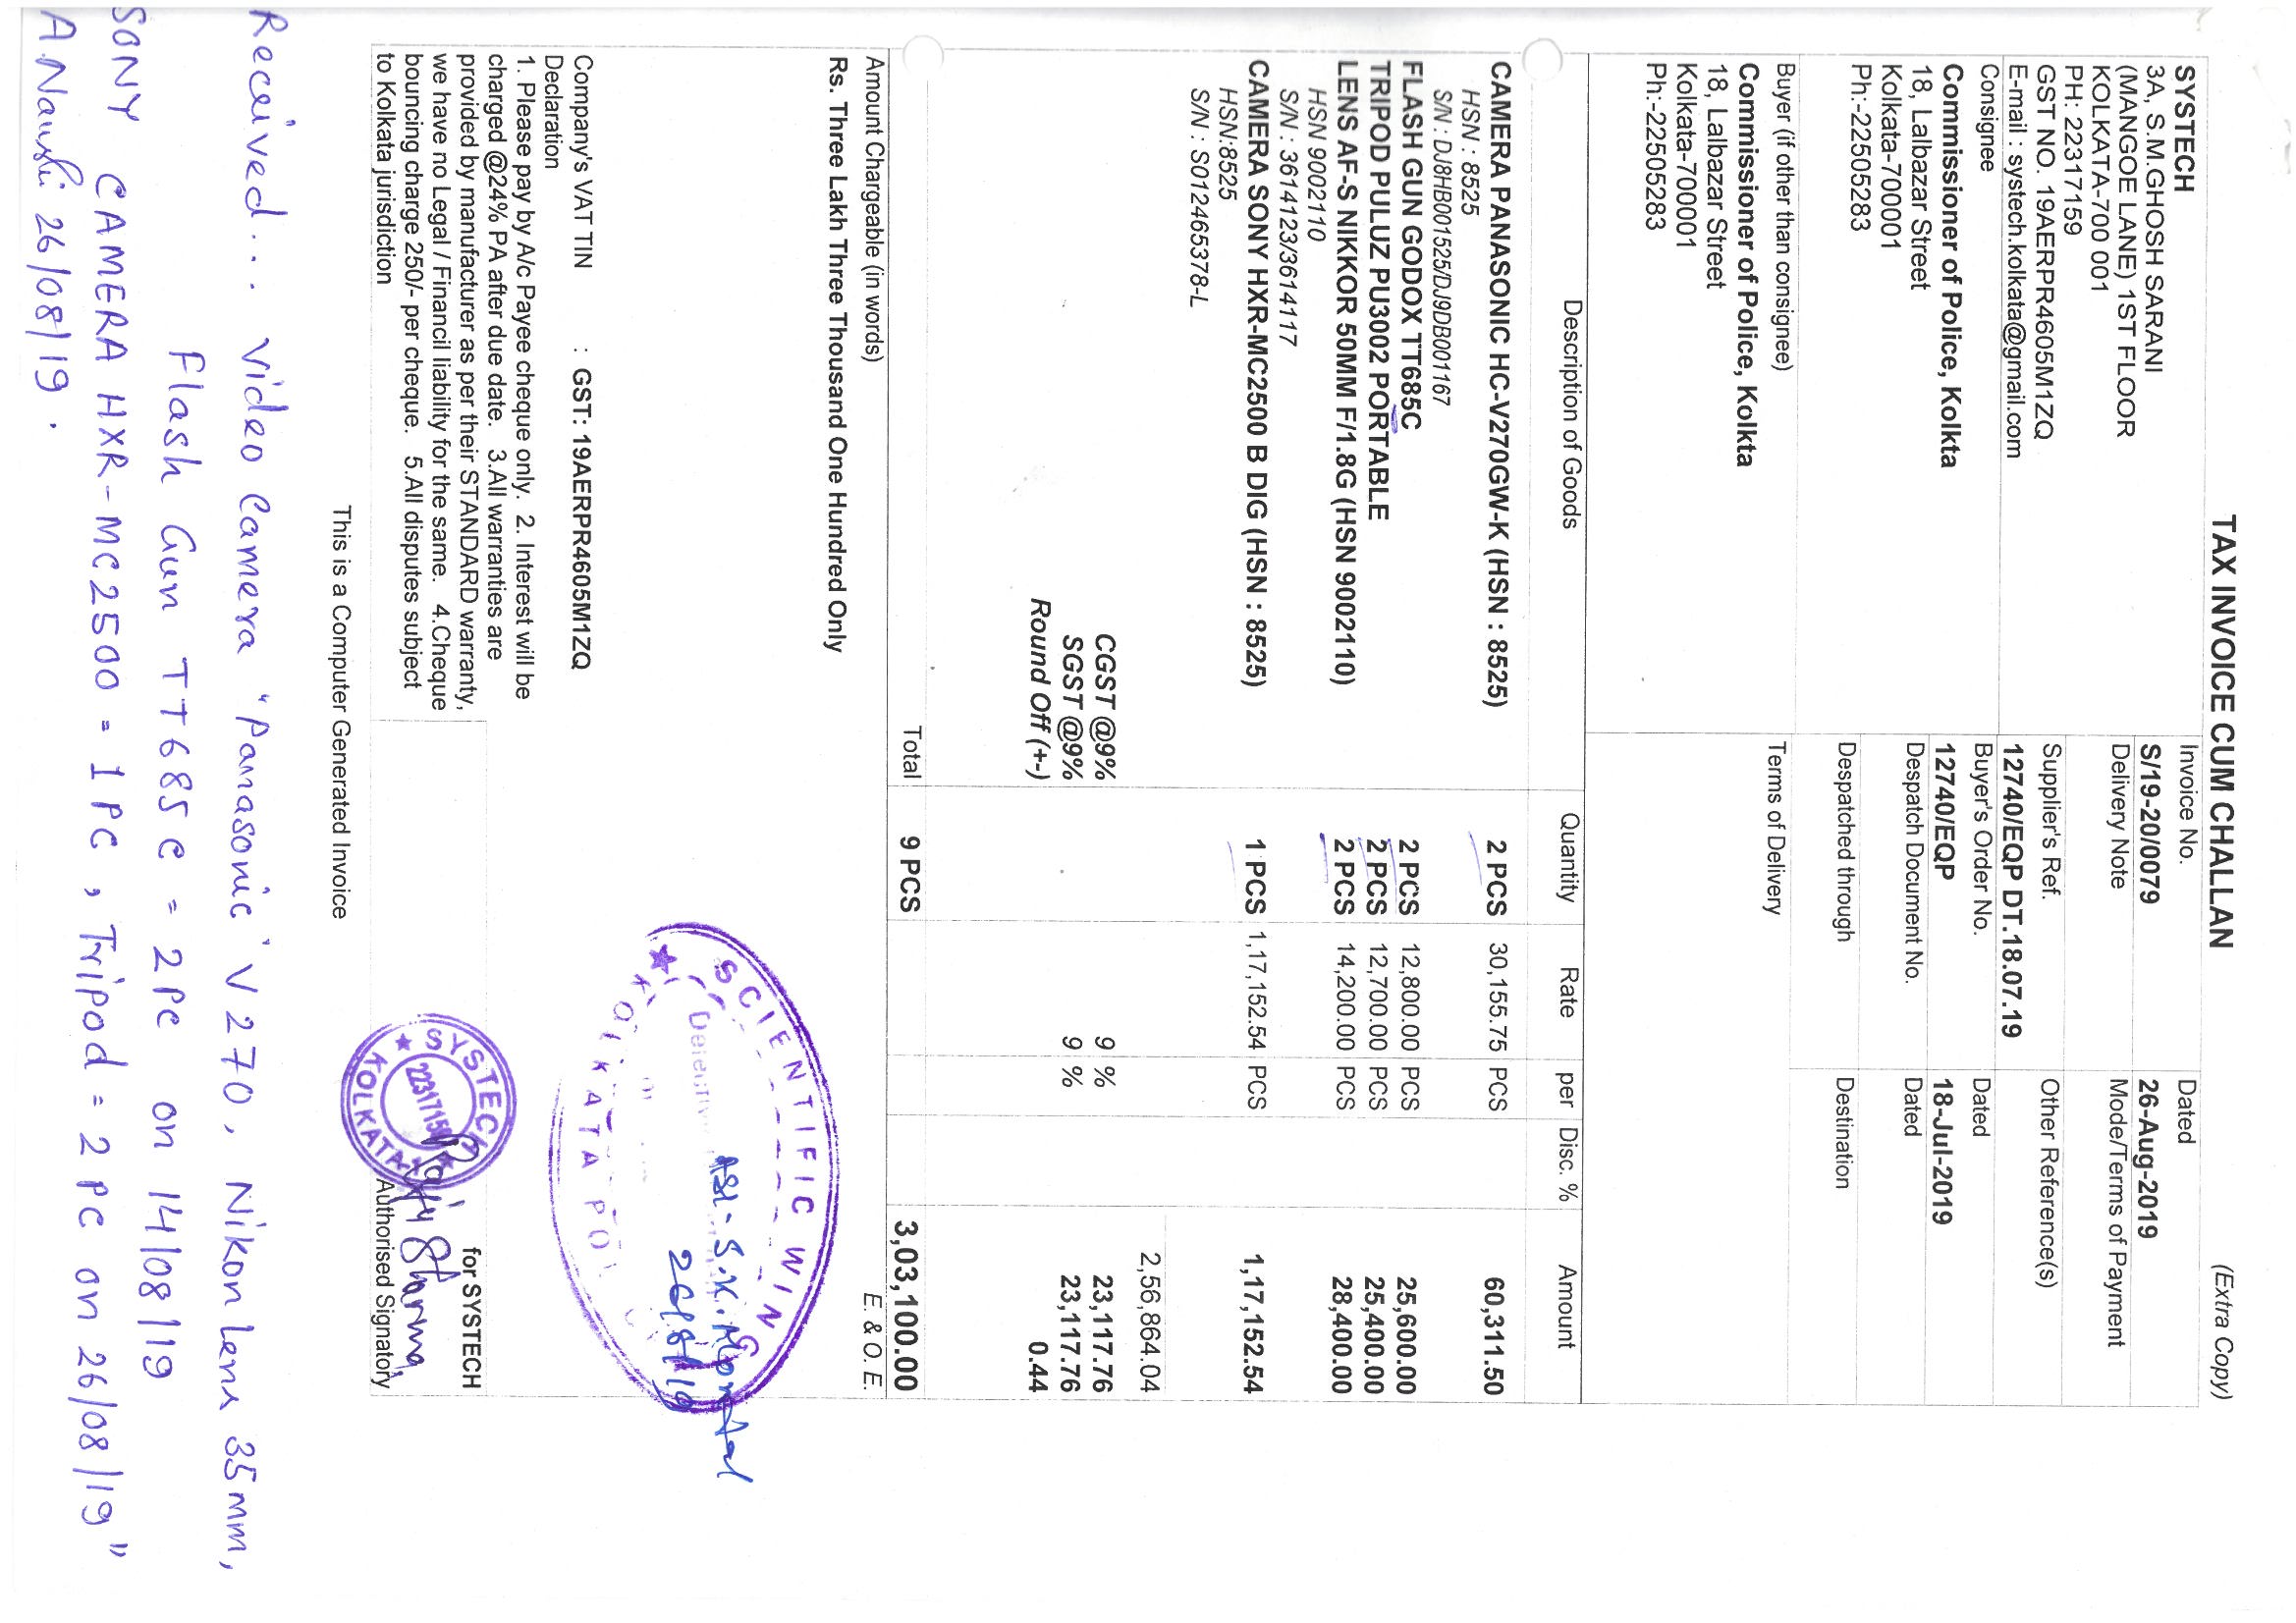 TAX INVOICE CUM CHALLLAN
(Extra Copy)
SYSTECH
3A, S.M.GHOSH SARANI
(MANGOE LANE) 1ST FLOOR
KOLKATA-700 001
PH: 22317159
GST NO. 19AERPR4605M1ZQ
E-mail : systech.kolkata@gmail.com
Invoice No.
Dated
S/19-20/0079
26-Aug-2019
Delivery Note
Mode/Terms of Payment
Supplier's Ref.
Other Reference(s)
12740/EQP DT.18.07.19
Consignee
Commissioner of Police, Kolkta
18, Lalbazar Street
Kolkata-700001
Ph:-22505283
Buyer's Order No.
Dated
12740/EQP
18-Jul-2019
Despatch Document No.
Dated
Despatched through
Destination
Buyer (if other than consignee)
Commissioner of Police, Kolkta
18, Lalbazar Street
Kolkata-700001
Ph:-22505283
Terms of Delivery
Description of Goods Quantity Rate per Disc. % Amount
CAMERA PANASONIC HC-V270GW-K (HSN : 8525) 2 PCS 30,155.75 PCS 60,311.50
HSN : 8525
S/N : DJ8HB001525/DJ9DB001167
FLASH GUN GODOX TT685C 2 PCS 12,800.00 PCS 25,600.00
TRIPOD PULUZ PU3002 PORTABLE 2 PCS 12,700.00 PCS 25,400.00
LENS AF-S NIKKOR 50MM F/1.8G (HSN 9002110) 2 PCS 14,200.00 PCS 28,400.00
HSN 9002110
S/N : 3614123/3614117
CAMERA SONY HXR-MC2500 B DIG (HSN : 8525) 1 PCS 1,17,152.54 PCS 1,17,152.54
HSN:8525
S/N : S012465378-L
2,56,864.04
CGST @9% 9 % 23,117.76
SGST @9% 9 % 23,117.76
Round Off (+-) 0.44
Total 9 PCS 3,03,100.00
Amount Chargeable (in words) E. & O. E.
Rs. Three Lakh Three Thousand One Hundred Only
SCIENTIFIC WING
Detective
KOLKATA
ASI - S.K. Mondal
26/8/19
Company's VAT TIN : GST: 19AERPR4605M1ZQ
Declaration
1. Please pay by A/c Payee cheque only. 2. Interest will be
charged @24% PA after due date. 3.All warranties are
provided by manufacturer as per their STANDARD warranty,
we have no Legal / Financial liability for the same. 4.Cheque
bouncing charge 250/- per cheque. 5.All disputes subject
to Kolkata jurisdiction
for SYSTECH
SYSTECH
KOLKATA-1
Authorised Signatory
This is a Computer Generated Invoice
Received... Video Camera "Panasonic" V270, Nikon Lens 35mm,
Flash Gun TT685C = 2 Pc on 14/08/19
SONY CAMERA HXR-MC2500 = 1 PC, Tripod = 2 PC on 26/08/19"
26/08/19.